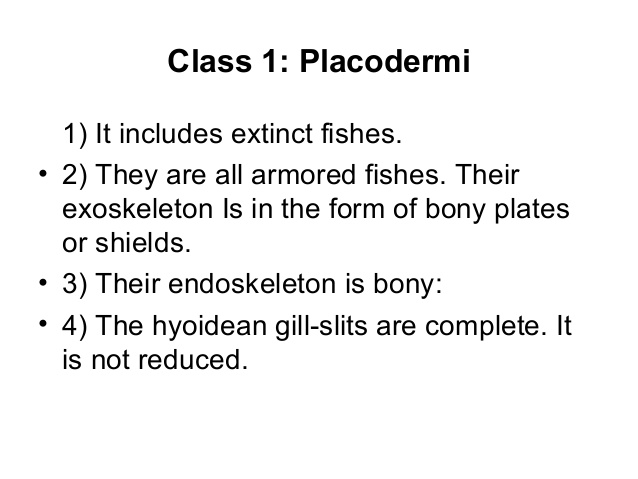 Class 1: Placodermi
1) It includes extinct fishes.
• 2) They are all armored fishes. Their
exoskeleton Is in the form of bony plates
or shields.
• 3) Their endoskeleton is bony:
• 4) The hyoidean gill-slits are complete. It
is not reduced.